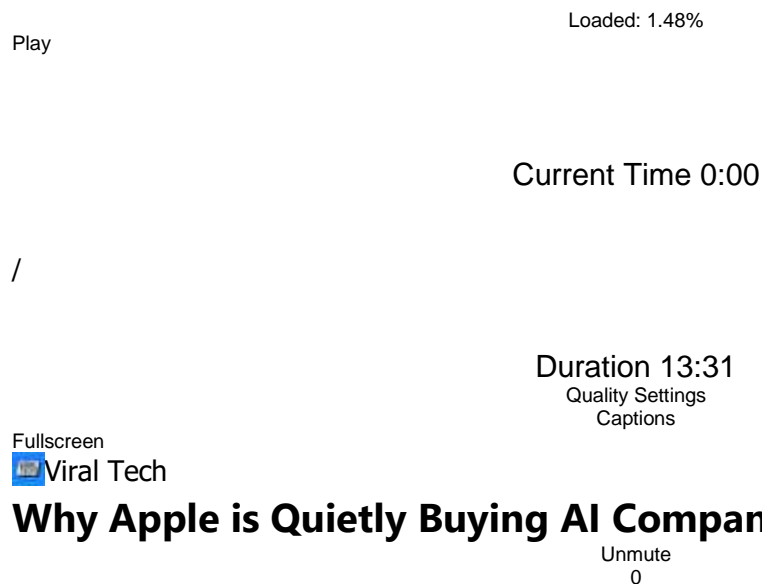 Loaded: 1.48%
Play
Current Time 0:00
/
Duration 13:31
Quality Settings
Captions
Fullscreen
Viral Tech
Why Apple is Quietly Buying AI Compan
Unmute
0